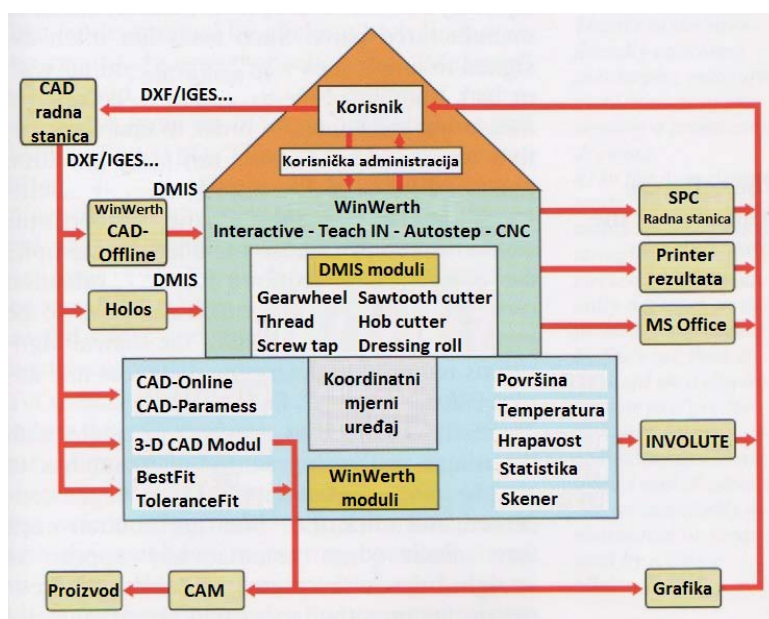 CAD
radna
stanica
DXF/IGES...
Korisnik
DXF/IGES...
Korisnička administracija
DMIS
WinWerth
CAD-
Offline
WinWerth
Interactive - Teach IN - Autostep - CNC
SPC
Radna stanica
DMIS moduli
Printer
rezultata
DMIS
Holos
Gearwheel
Thread
Screw tap
Sawtooth cutter
Hob cutter
Dressing roll
MS Office
CAD-Online
CAD-Paramess
3-D CAD Modul
BestFit
ToleranceFit
Koordinatni
mjerni
uređaj
WinWerth
moduli
Površina
Temperatura
Hrapavost
Statistika
Skener
INVOLUTE
Proizvod
CAM
Grafika